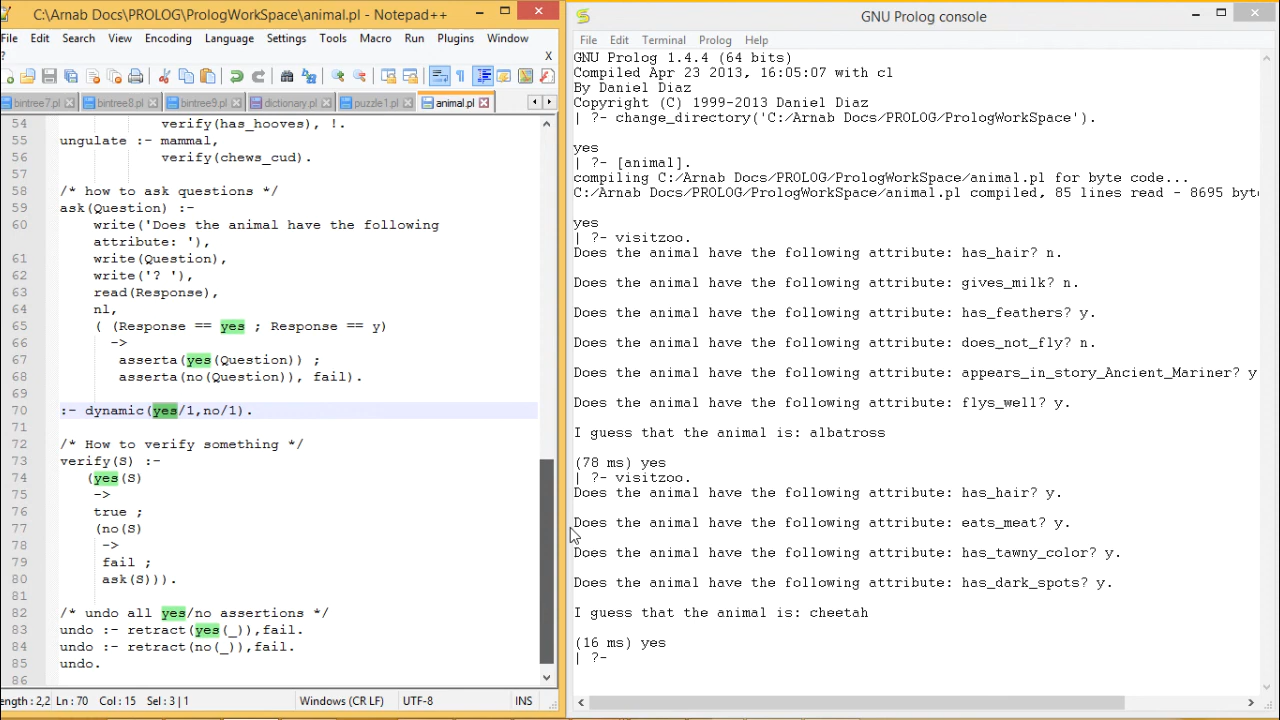 C:\Arnab Docs\PROLOG\PrologWorkSpace\animal.pl - Notepad++
File Edit Search View Encoding Language Settings Tools Macro Run Plugins Window
? X
bintree7.pl bintree8.pl bintree9.pl dictionary.pl puzzle1.pl animal.pl
54 verify(has_hooves), !.
55 ungulate :- mammal,
56 verify(chews_cud).
57
58 /* how to ask questions */
59 ask(Question) :-
60 write('Does the animal have the following
attribute: '),
61 write(Question),
62 write('? '),
63 read(Response),
64 nl,
65 ( (Response == yes ; Response == y)
66 ->
67 asserta(yes(Question)) ;
68 asserta(no(Question)), fail).
69
70 :- dynamic(yes/1,no/1).
71
72 /* How to verify something */
73 verify(S) :-
74 (yes(S)
75 ->
76 true ;
77 (no(S)
78 ->
79 fail ;
80 ask(S))).
81
82 /* undo all yes/no assertions */
83 undo :- retract(yes(_)),fail.
84 undo :- retract(no(_)),fail.
85 undo.
86
ength : 2,2 Ln : 70 Col : 15 Sel : 3 | 1 Windows (CR LF) UTF-8 INS
GNU Prolog console
File Edit Terminal Prolog Help
GNU Prolog 1.4.4 (64 bits)
Compiled Apr 23 2013, 16:05:07 with cl
By Daniel Diaz
Copyright (C) 1999-2013 Daniel Diaz
| ?- change_directory('C:/Arnab Docs/PROLOG/PrologWorkSpace').
yes
| ?- [animal].
compiling C:/Arnab Docs/PROLOG/PrologWorkSpace/animal.pl for byte code...
C:/Arnab Docs/PROLOG/PrologWorkSpace/animal.pl compiled, 85 lines read - 8695 byt
yes
| ?- visitzoo.
Does the animal have the following attribute: has_hair? n.
Does the animal have the following attribute: gives_milk? n.
Does the animal have the following attribute: has_feathers? y.
Does the animal have the following attribute: does_not_fly? n.
Does the animal have the following attribute: appears_in_story_Ancient_Mariner? y
Does the animal have the following attribute: flys_well? y.
I guess that the animal is: albatross
(78 ms) yes
| ?- visitzoo.
Does the animal have the following attribute: has_hair? y.
Does the animal have the following attribute: eats_meat? y.
Does the animal have the following attribute: has_tawny_color? y.
Does the animal have the following attribute: has_dark_spots? y.
I guess that the animal is: cheetah
(16 ms) yes
| ?-